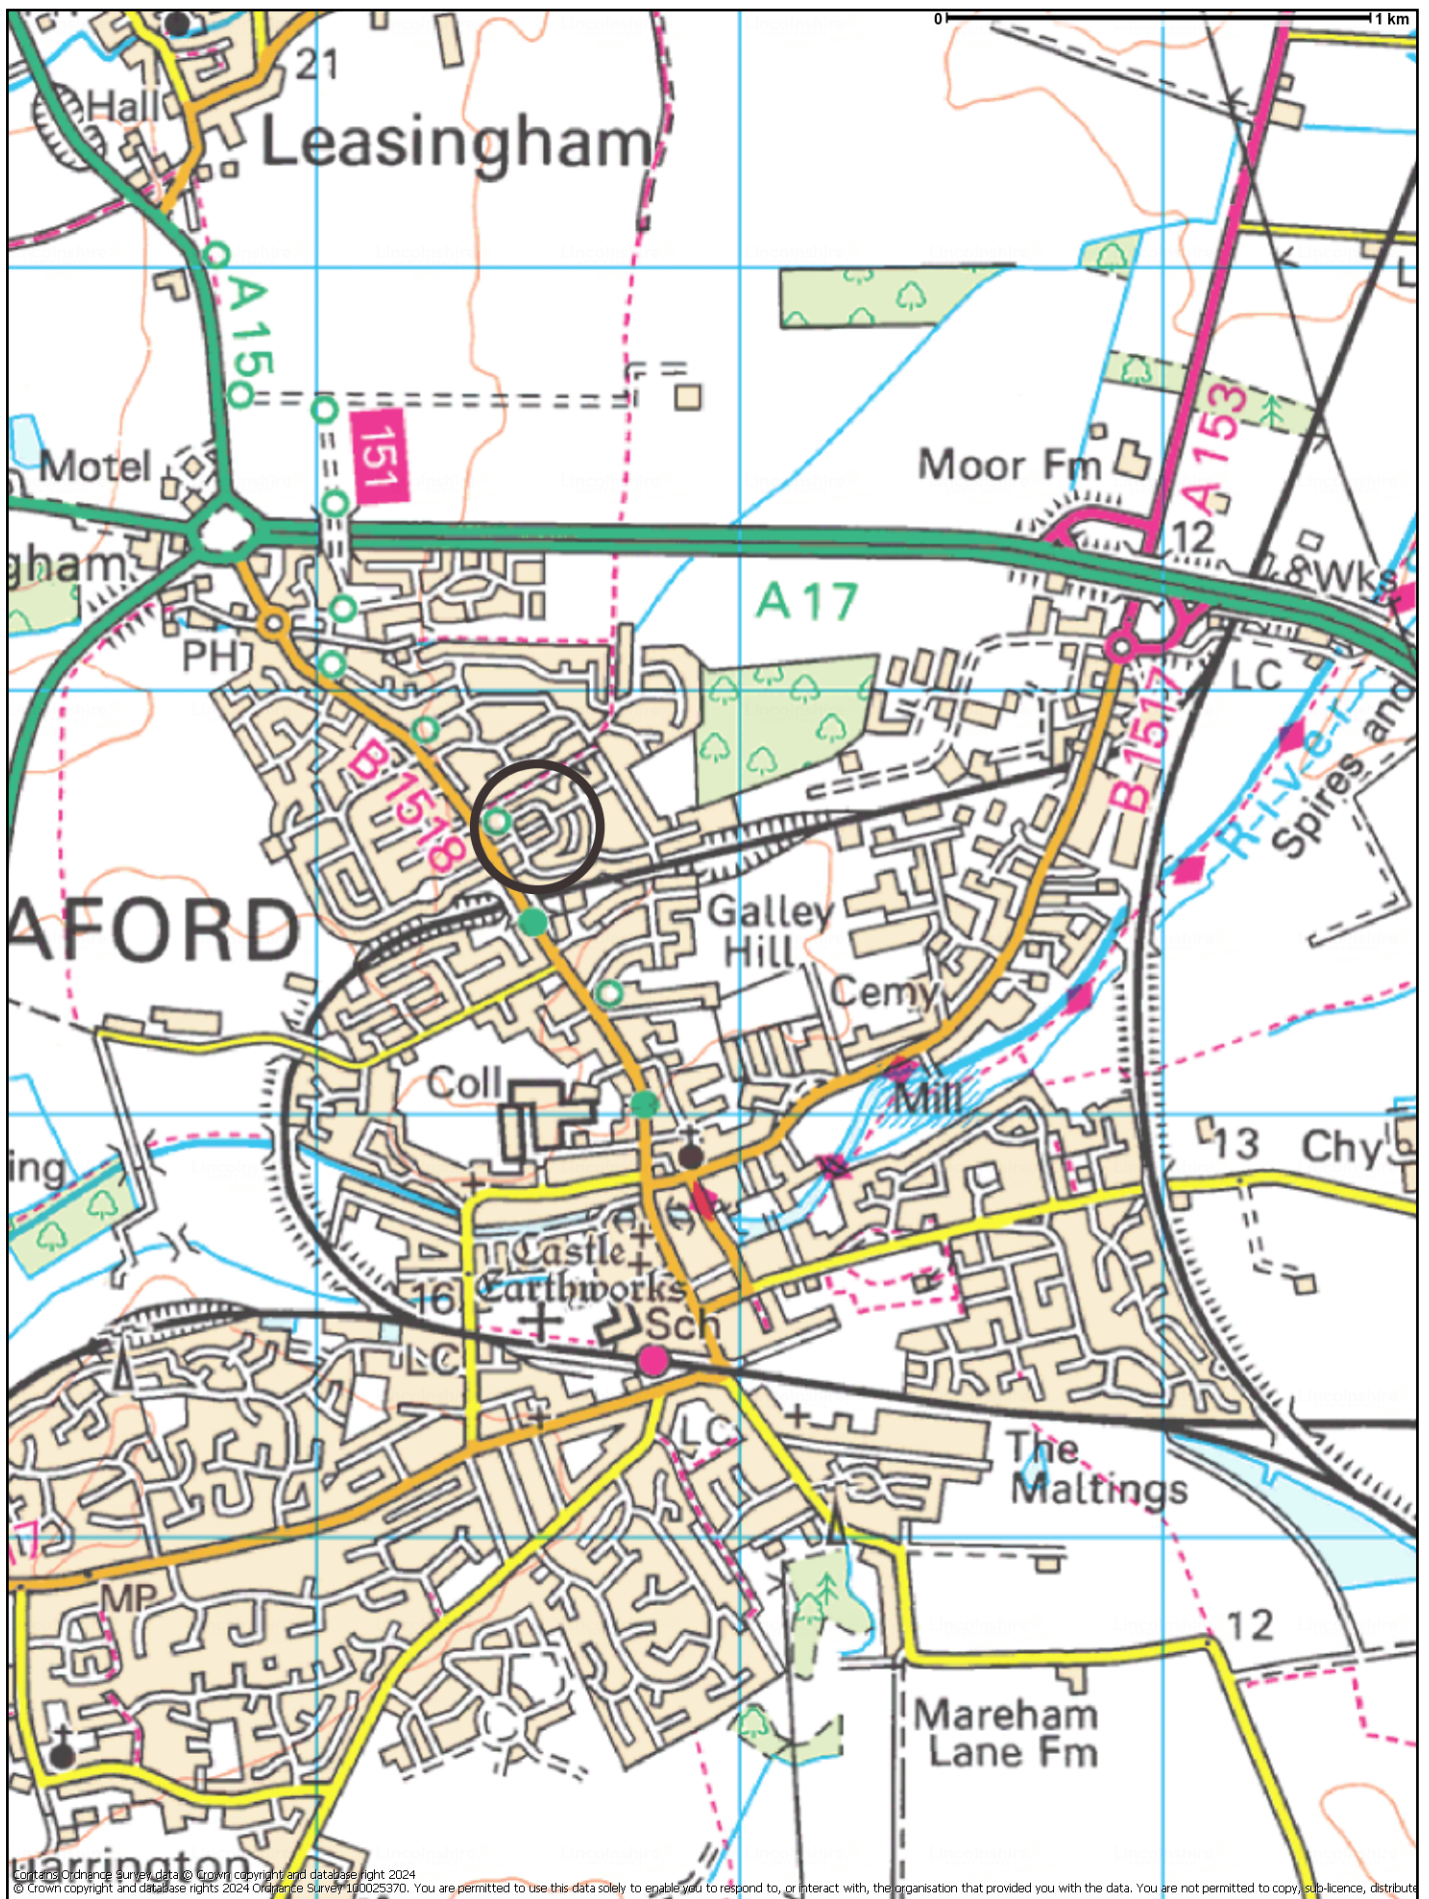 0 1 km
21
Hall
Leasingham
A 15
151
Motel
Moor Fm
A 153
12
gham
18
Wks
A 17
PH
LC
B 1517
B 1518
R-i-v-e-r
Spires and
AFORD
Galley
Hill
Cemy
Coll
Mill
13
Chy
ing
Castle
Earthworks
16
Sch
LC
LC
The
Maltings
17
MP
12
Mareham
Lane Fm
uarrington
Contains Ordnance Survey data © Crown copyright and database right 2024
© Crown copyright and database rights 2024 Ordnance Survey 100025370. You are permitted to use this data solely to enable you to respond to, or interact with, the organisation that provided you with the data. You are not permitted to copy, sub-licence, distribute